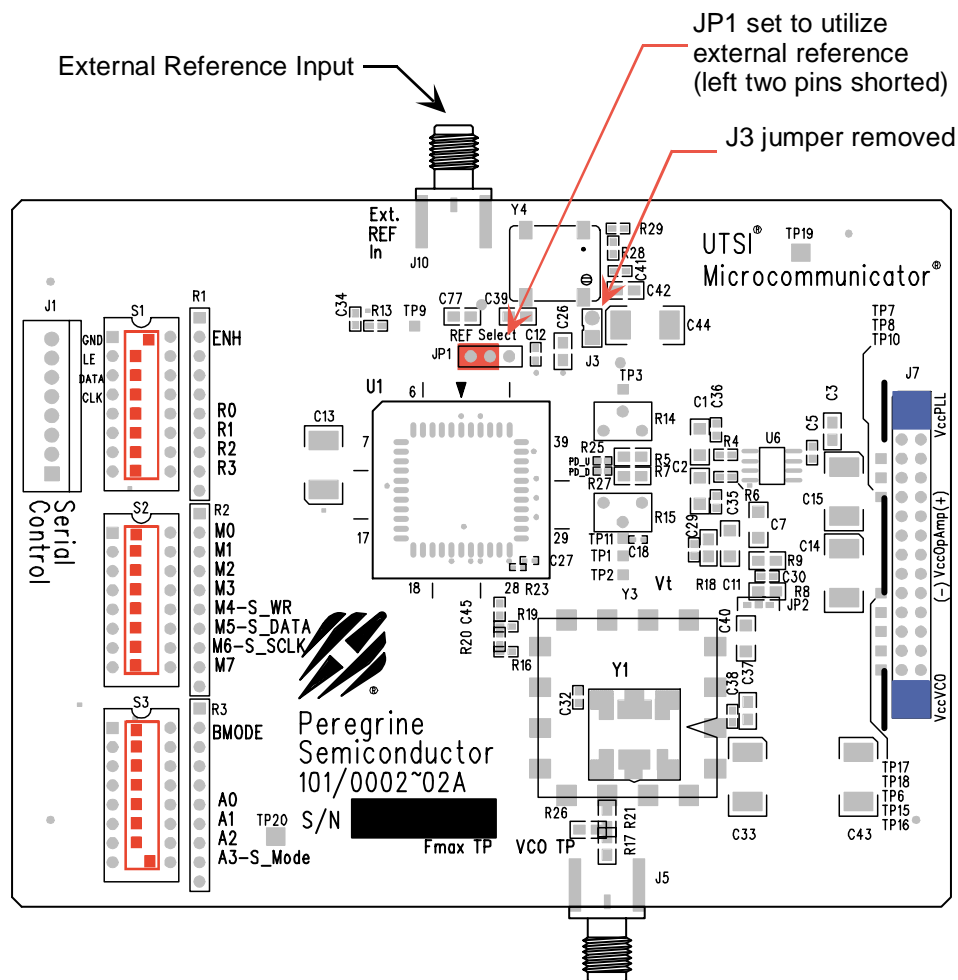 JP1 set to utilize
external reference
(left two pins shorted)
External Reference Input
J3 jumper removed
Ext.
REF
In
J10
Y4
R29
R28
C41
C42
UTSI®
Microcommunicator®
TP19
J1
S1
R1
C34
R13
TP9
C77
C39
REF Select
JP1
C12
C26
J3
C44
TP7
TP8
TP10
J7
GND
LE
DATA
CLK
ENH
R0
R1
R2
R3
U1
6
7
39
17
29
18
28
C13
TP3
R14
R25
PD_U
PD_D
R27
R5
R7
C2
R15
TP11
TP1
TP2
C18
C27
R23
Y3
Vt
C1
C36
R4
U6
C5
C3
VccPLL
C35
R6
C7
C15
C14
C29
R18
C11
R9
C30
R8
JP2
(-) VccOpAmp(+)
VccVCO
Serial
Control
S2
R2
M0
M1
M2
M3
M4-S_WR
M5-S_DATA
M6-S_SCLK
M7
C45
R19
R20
R16
®
Peregrine
Semiconductor
101/0002~02A
S/N
Fmax TP
VCO TP
Y1
C32
C40
C37
C38
C33
C43
TP17
TP18
TP6
TP15
TP16
S3
R3
BMODE
A0
A1
A2
A3-S_Mode
TP20
R26
R21
R17
J5